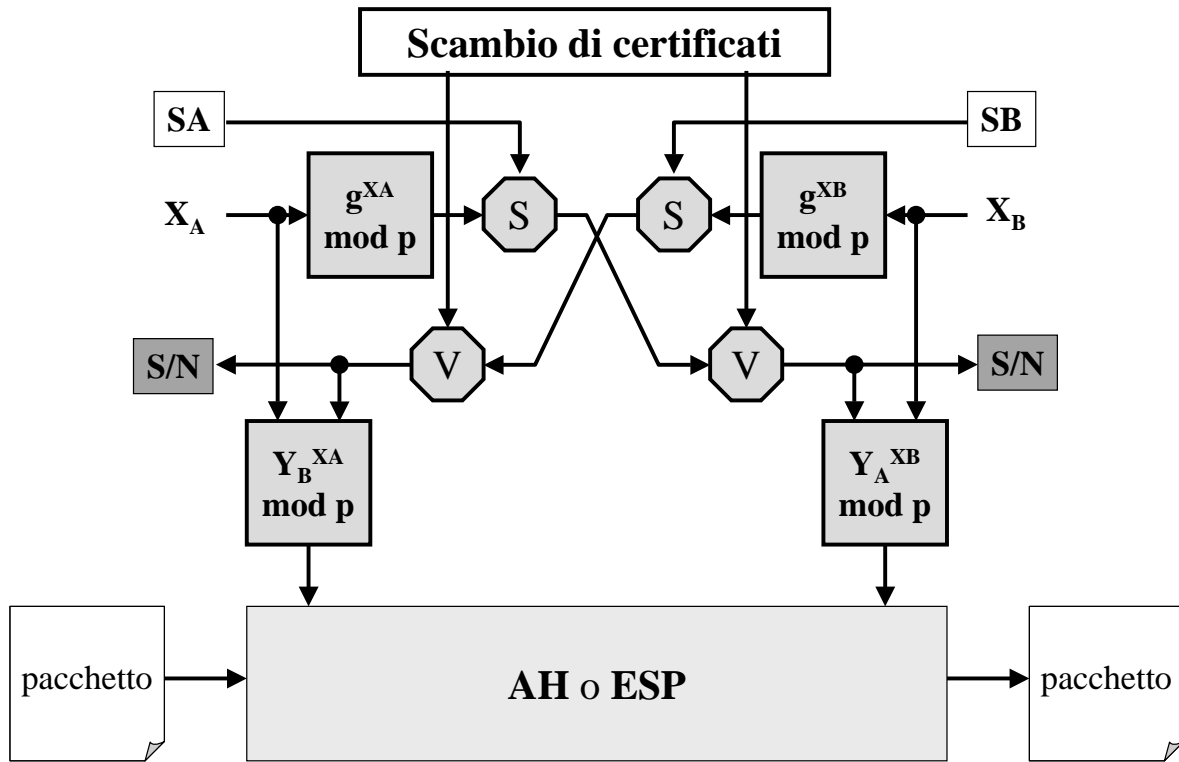 Scambio di certificati
SA
SB
X_A
g^XA
mod p
S
S
g^XB
mod p
X_B
S/N
V
V
S/N
Y_B^XA
mod p
Y_A^XB
mod p
pacchetto
AH o ESP
pacchetto